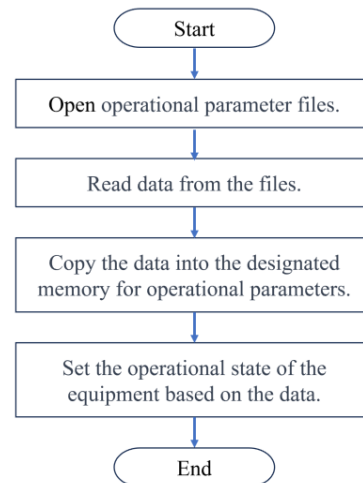 Start
Open operational parameter files.
Read data from the files.
Copy the data into the designated
memory for operational parameters.
Set the operational state of the
equipment based on the data.
End